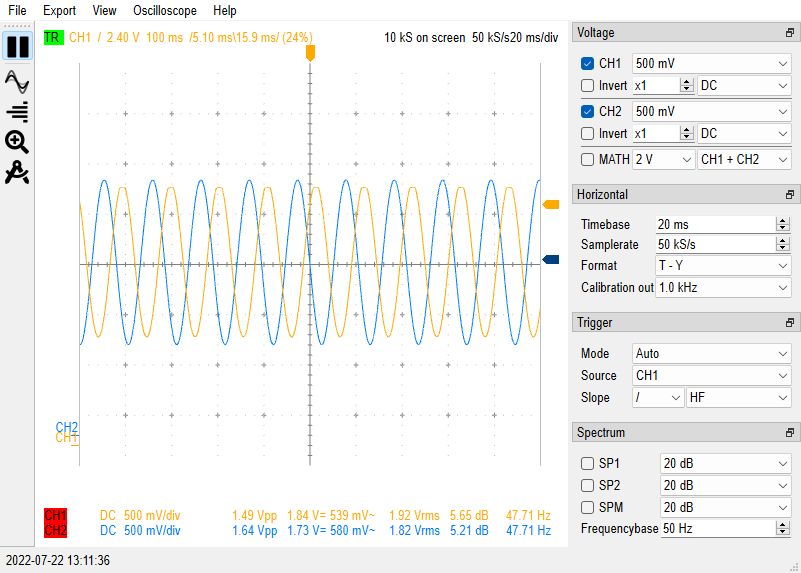 File Export View Oscilloscope Help
TR CH1 / 2.40 V 100 ms /5.10 ms\15.9 ms/ (24%) 10 kS on screen 50 kS/s20 ms/div
CH2
CH1
CH1 DC 500 mV/div 1.49 Vpp 1.84 V= 539 mV~ 1.92 Vrms 5.65 dB 47.71 Hz
CH2 DC 500 mV/div 1.64 Vpp 1.73 V= 580 mV~ 1.82 Vrms 5.21 dB 47.71 Hz
Voltage
CH1 500 mV
Invert x1 DC
CH2 500 mV
Invert x1 DC
MATH 2 V CH1 + CH2
Horizontal
Timebase 20 ms
Samplerate 50 kS/s
Format T - Y
Calibration out 1.0 kHz
Trigger
Mode Auto
Source CH1
Slope / HF
Spectrum
SP1 20 dB
SP2 20 dB
SPM 20 dB
Frequencybase 50 Hz
2022-07-22 13:11:36